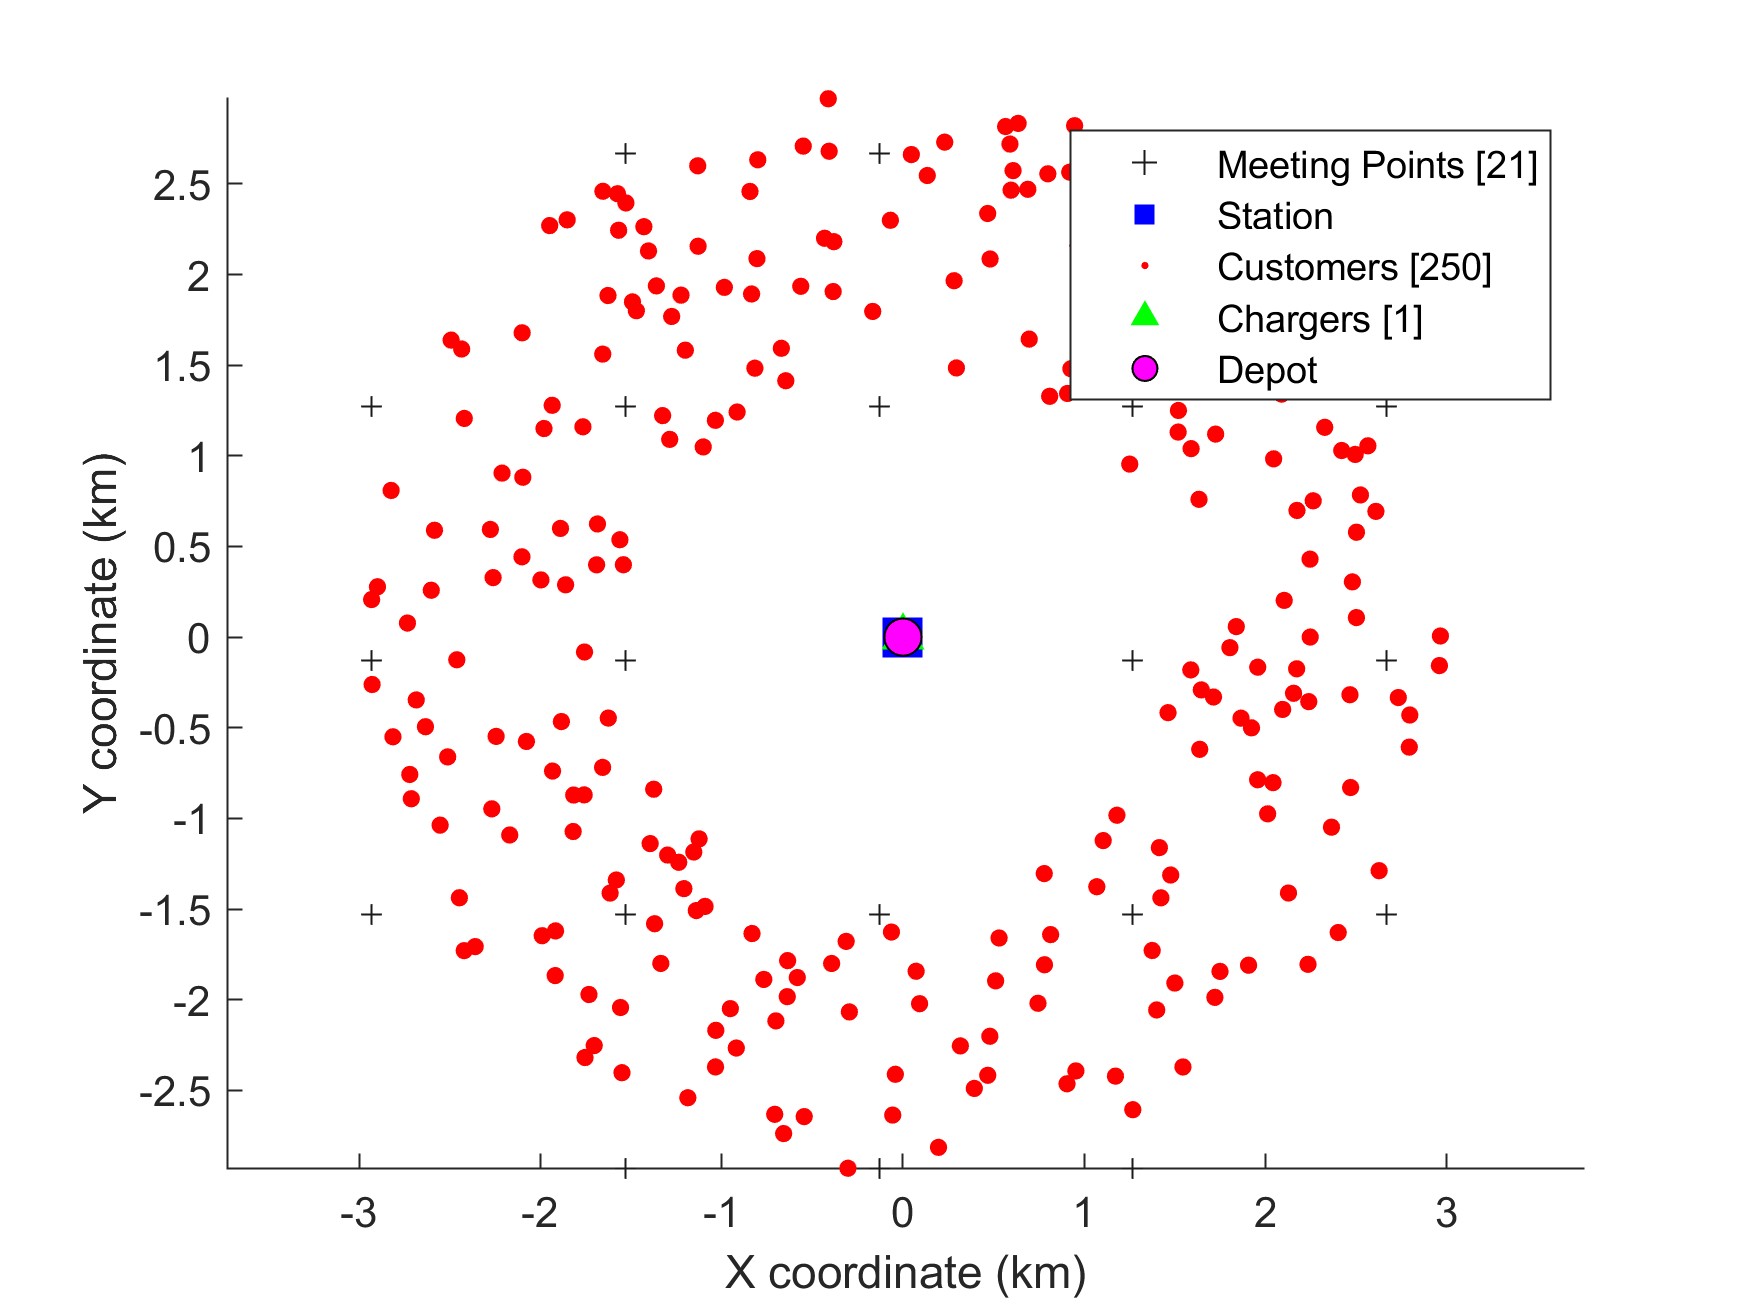 Meeting Points [21]
Station
Customers [250]
Chargers [1]
Depot
2.5
2
1.5
1
0.5
0
-0.5
-1
-1.5
-2
-2.5
Y coordinate (km)
-3 -2 -1 0 1 2 3
X coordinate (km)